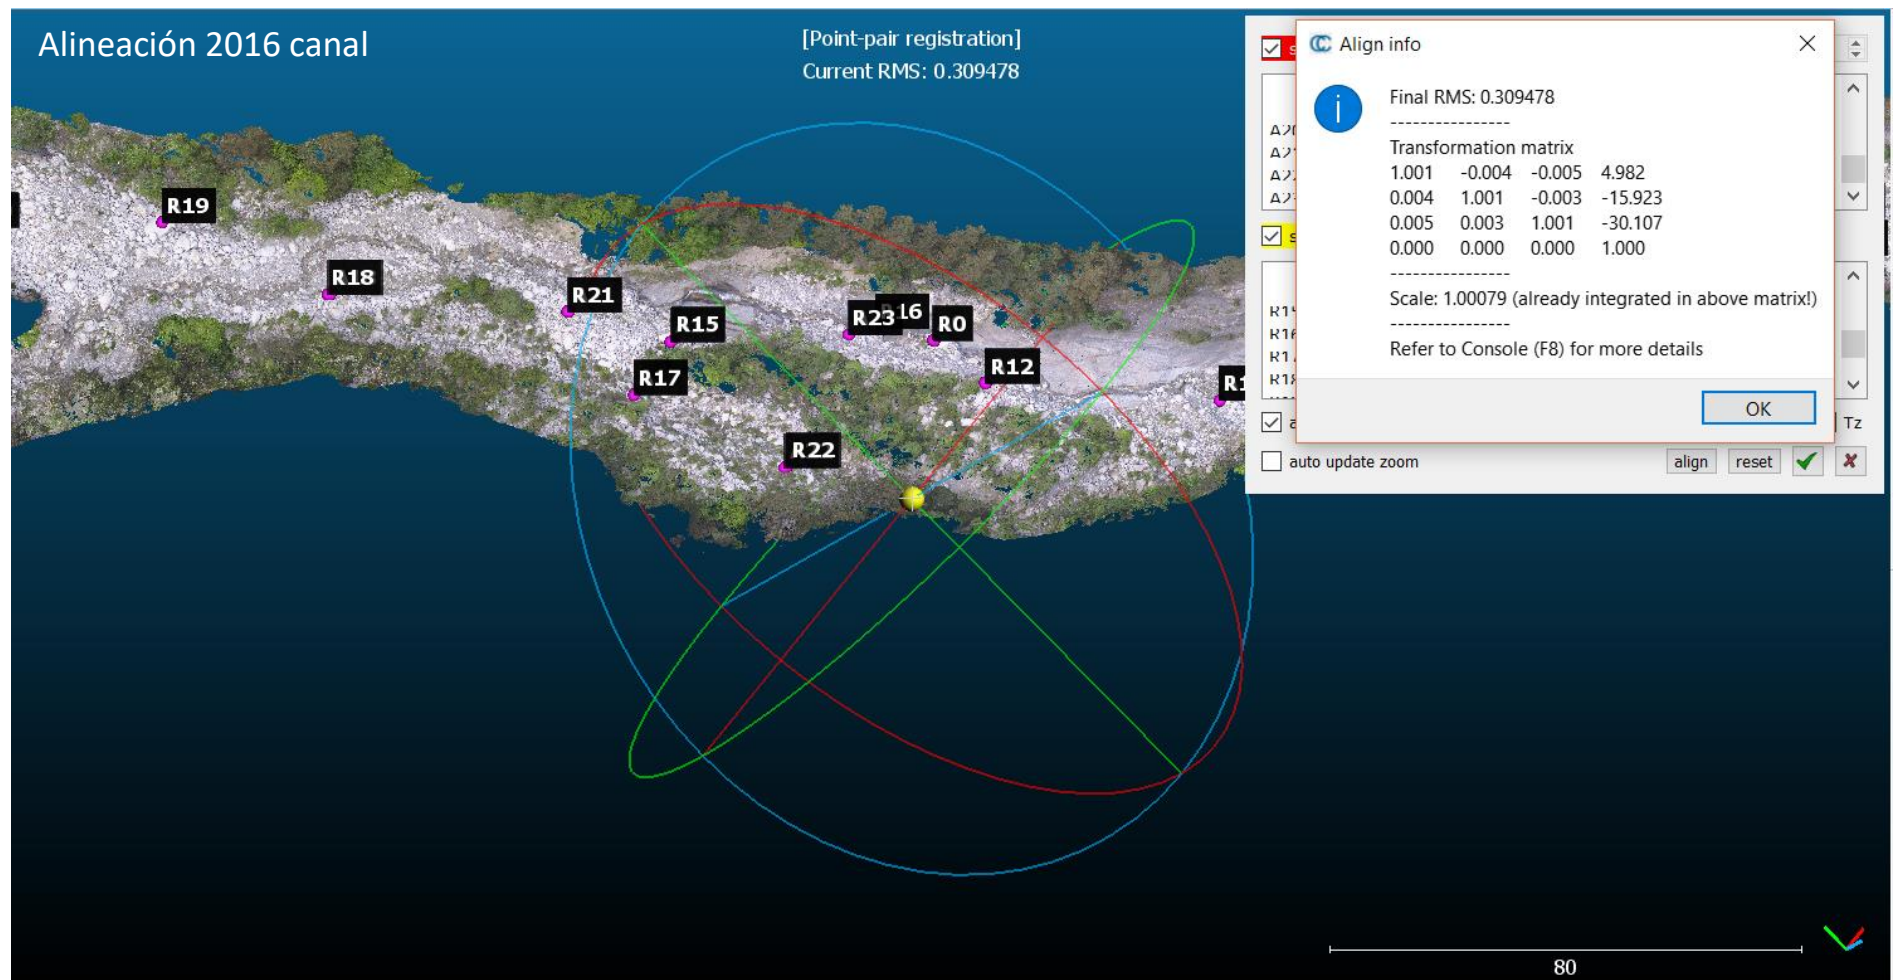 Alineación 2016 canal
[Point-pair registration]
Current RMS: 0.309478
R19
R18
R21
R15
R23
16
R0
R12
R17
R22
Align info
Final RMS: 0.309478
----------------
Transformation matrix
1.001 -0.004 -0.005 4.982
0.004 1.001 -0.003 -15.923
0.005 0.003 1.001 -30.107
0.000 0.000 0.000 1.000
----------------
Scale: 1.00079 (already integrated in above matrix!)
----------------
Refer to Console (F8) for more details
OK
R16
R17
R18
Tz
auto update zoom
align reset
80